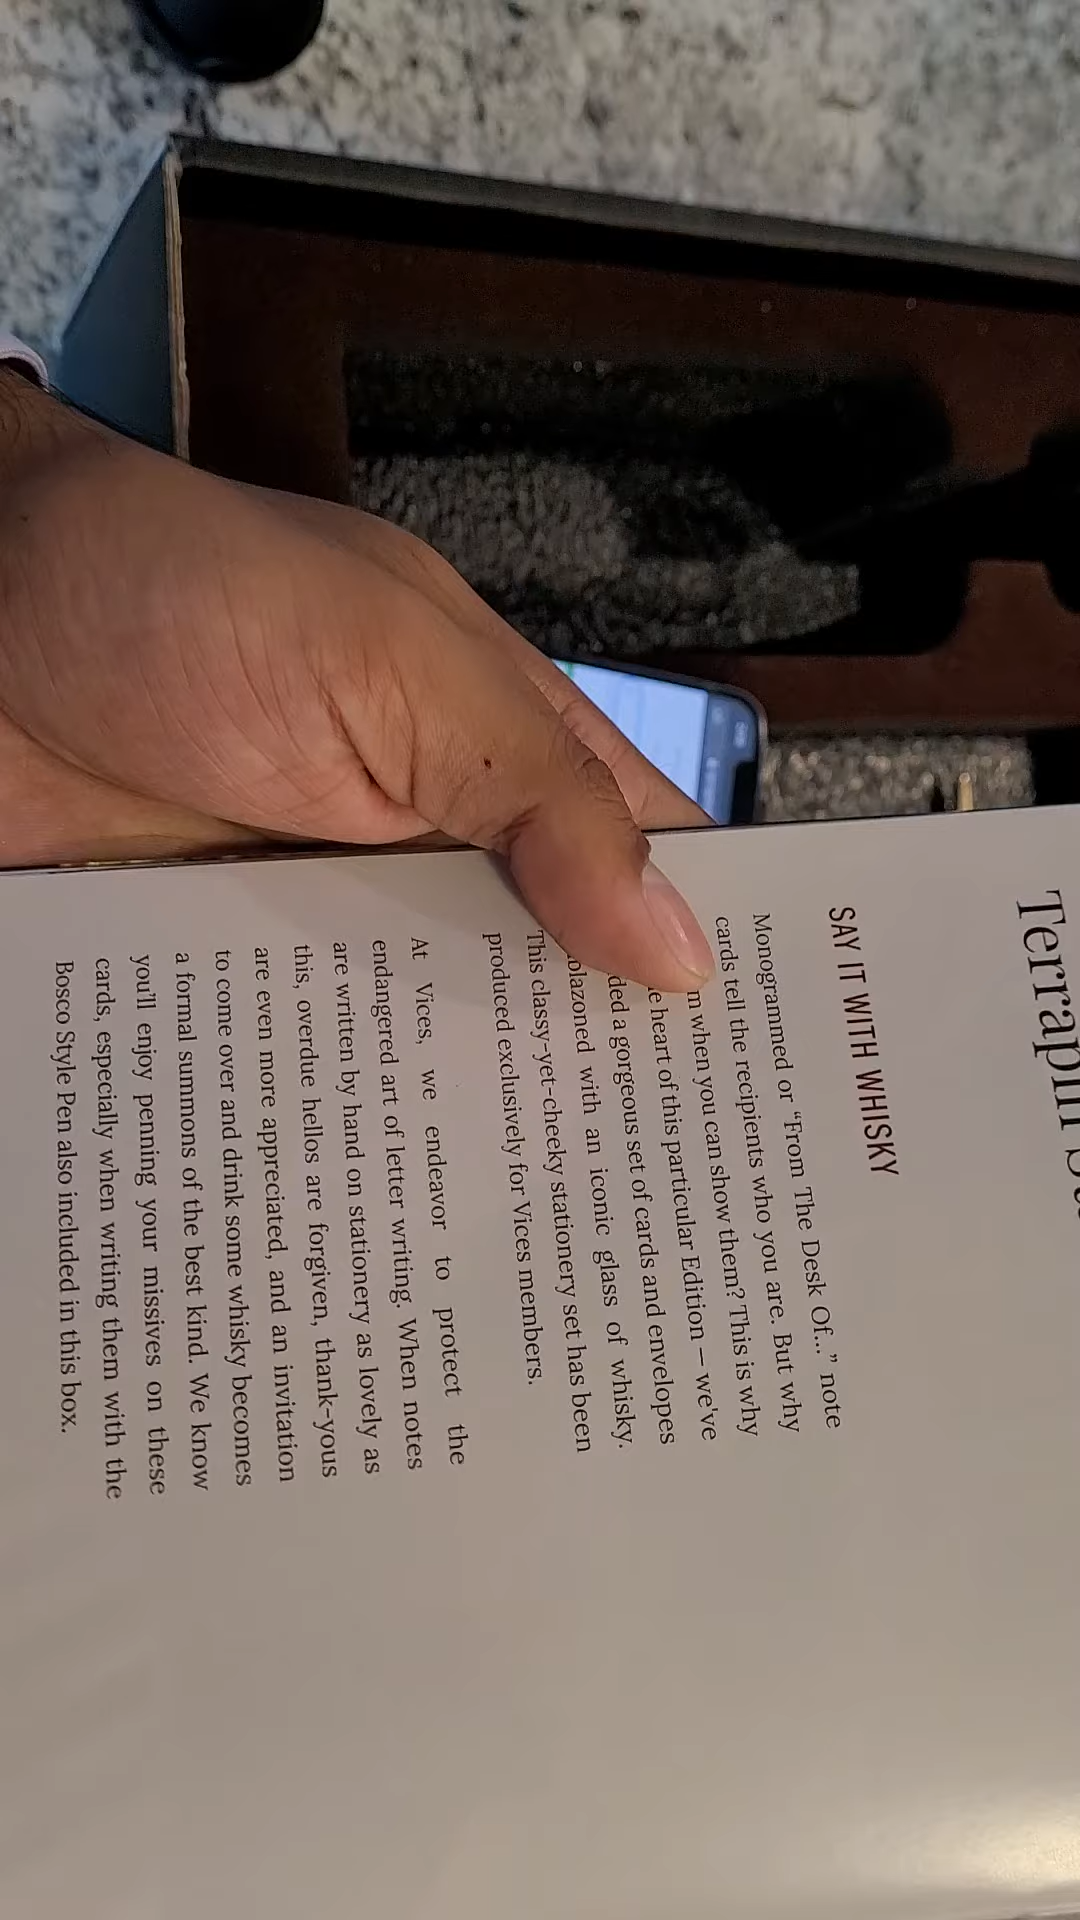 Terrapin
SAY IT WITH WHISKY
Monogrammed or “From The Desk Of...” note
cards tell the recipients who you are. But why
when you can show them? This is why
heart of this particular Edition – we've
a gorgeous set of cards and envelopes
with an iconic glass of whisky.
This classy-yet-cheeky stationery set has been
produced exclusively for Vices members.
At Vices, we endeavor to protect the
endangered art of letter writing. When notes
are written by hand on stationery as lovely as
this, overdue hellos are forgiven, thank-yous
are even more appreciated, and an invitation
to come over and drink some whisky becomes
a formal summons of the best kind. We know
you'll enjoy penning your missives on these
cards, especially when writing them with the
Bosco Style Pen also included in this box.